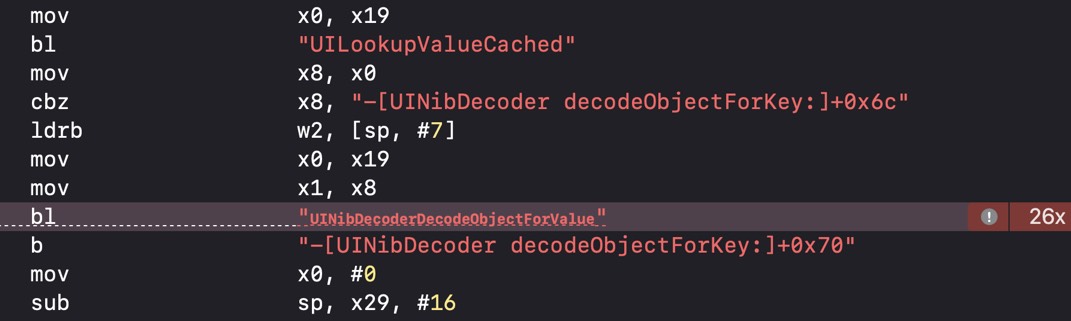 mov x0, x19
bl "UILookupValueCached"
mov x8, x0
cbz x8, "-[UINibDecoder decodeObjectForKey:]+0x6c"
ldrb w2, [sp, #7]
mov x0, x19
mov x1, x8
bl "UINibDecoderDecodeObjectForValue" 26x
b "-[UINibDecoder decodeObjectForKey:]+0x70"
mov x0, #0
sub sp, x29, #16